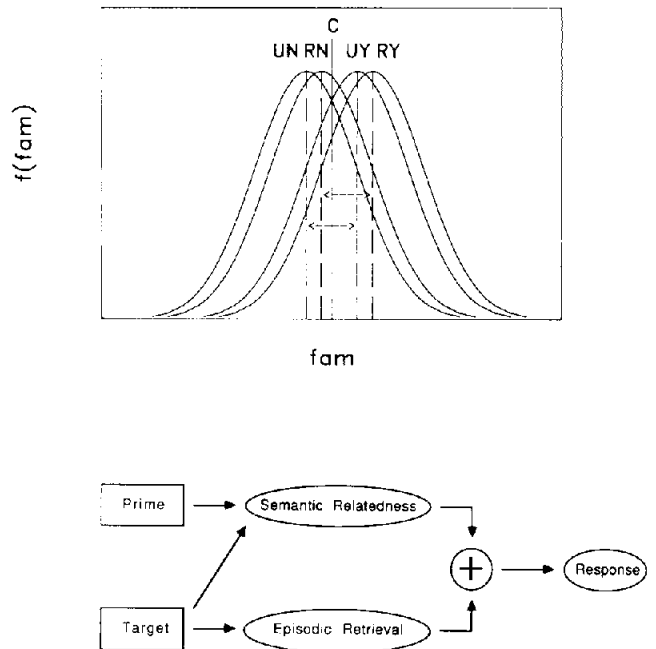 C
UN RN UY RY
f(fam)
fam
Prime
Semantic Relatedness
+
Response
Target
Episodic Retrieval